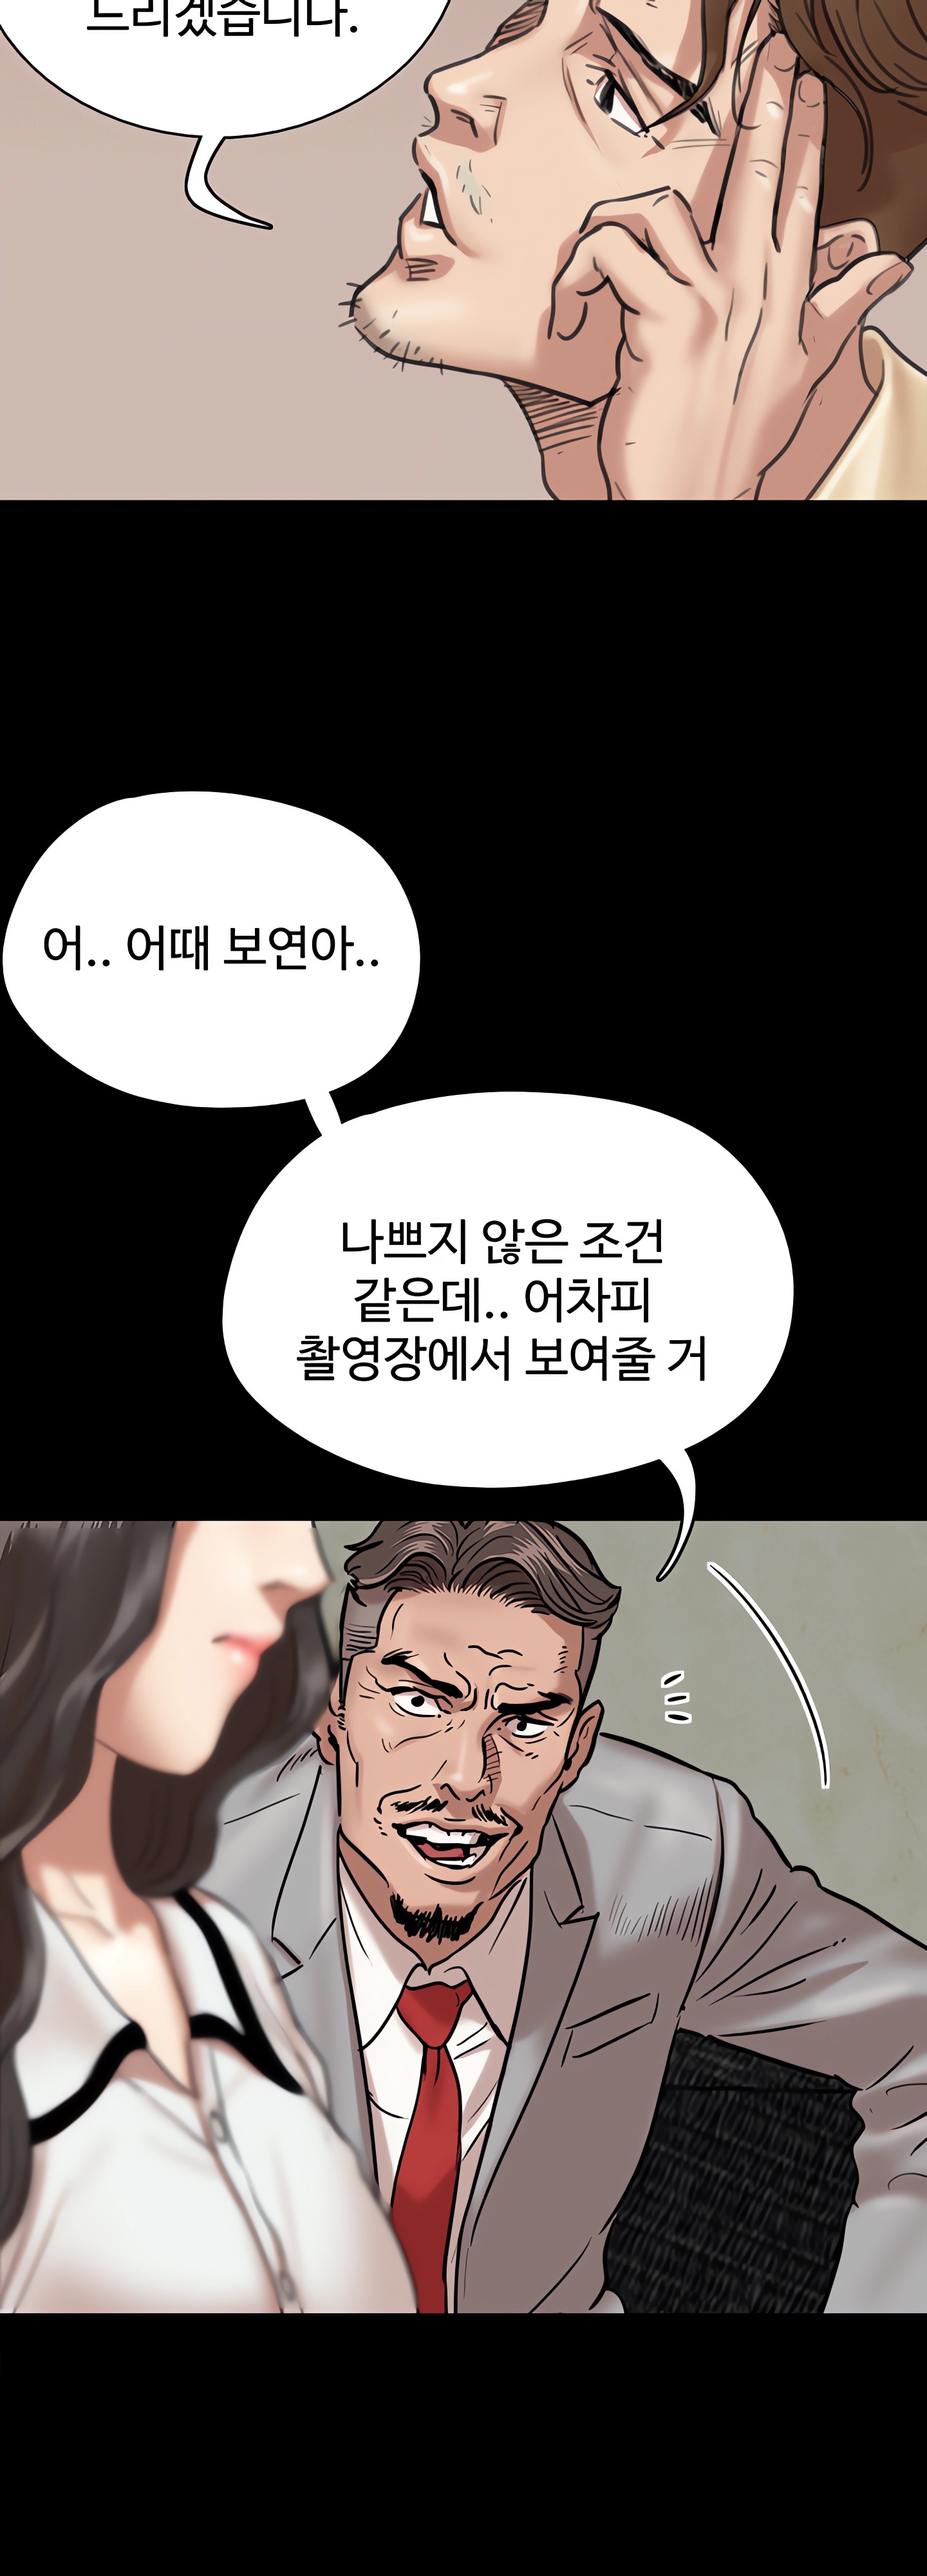 드리겠습니다.
어.. 어때 보연아..
나쁘지 않은 조건
같은데.. 어차피
촬영장에서 보여줄 거